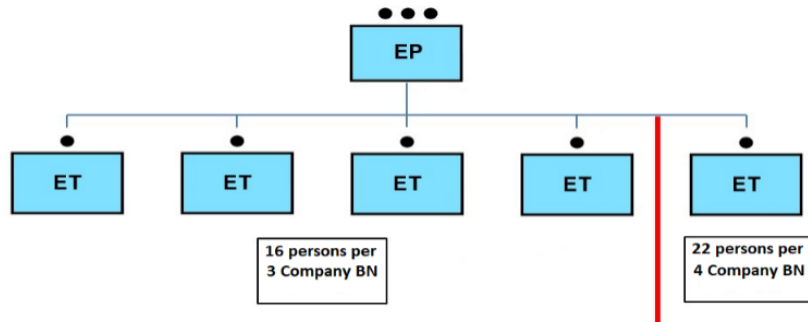 EP
ET
ET
ET
ET
ET
16 persons per
3 Company BN
22 persons per
4 Company BN